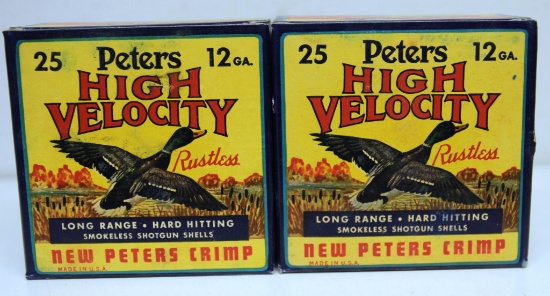 25 Peters 12 GA.
HIGH
VELOCITY
Rustless
LONG RANGE • HARD HITTING
SMOKELESS SHOTGUN SHELLS
NEW PETERS CRIMP
MADE IN U.S.A.
25 Peters 12 GA.
HIGH
VELOCITY
Rustless
LONG RANGE • HARD HITTING
SMOKELESS SHOTGUN SHELLS
NEW PETERS CRIMP
MADE IN U.S.A.